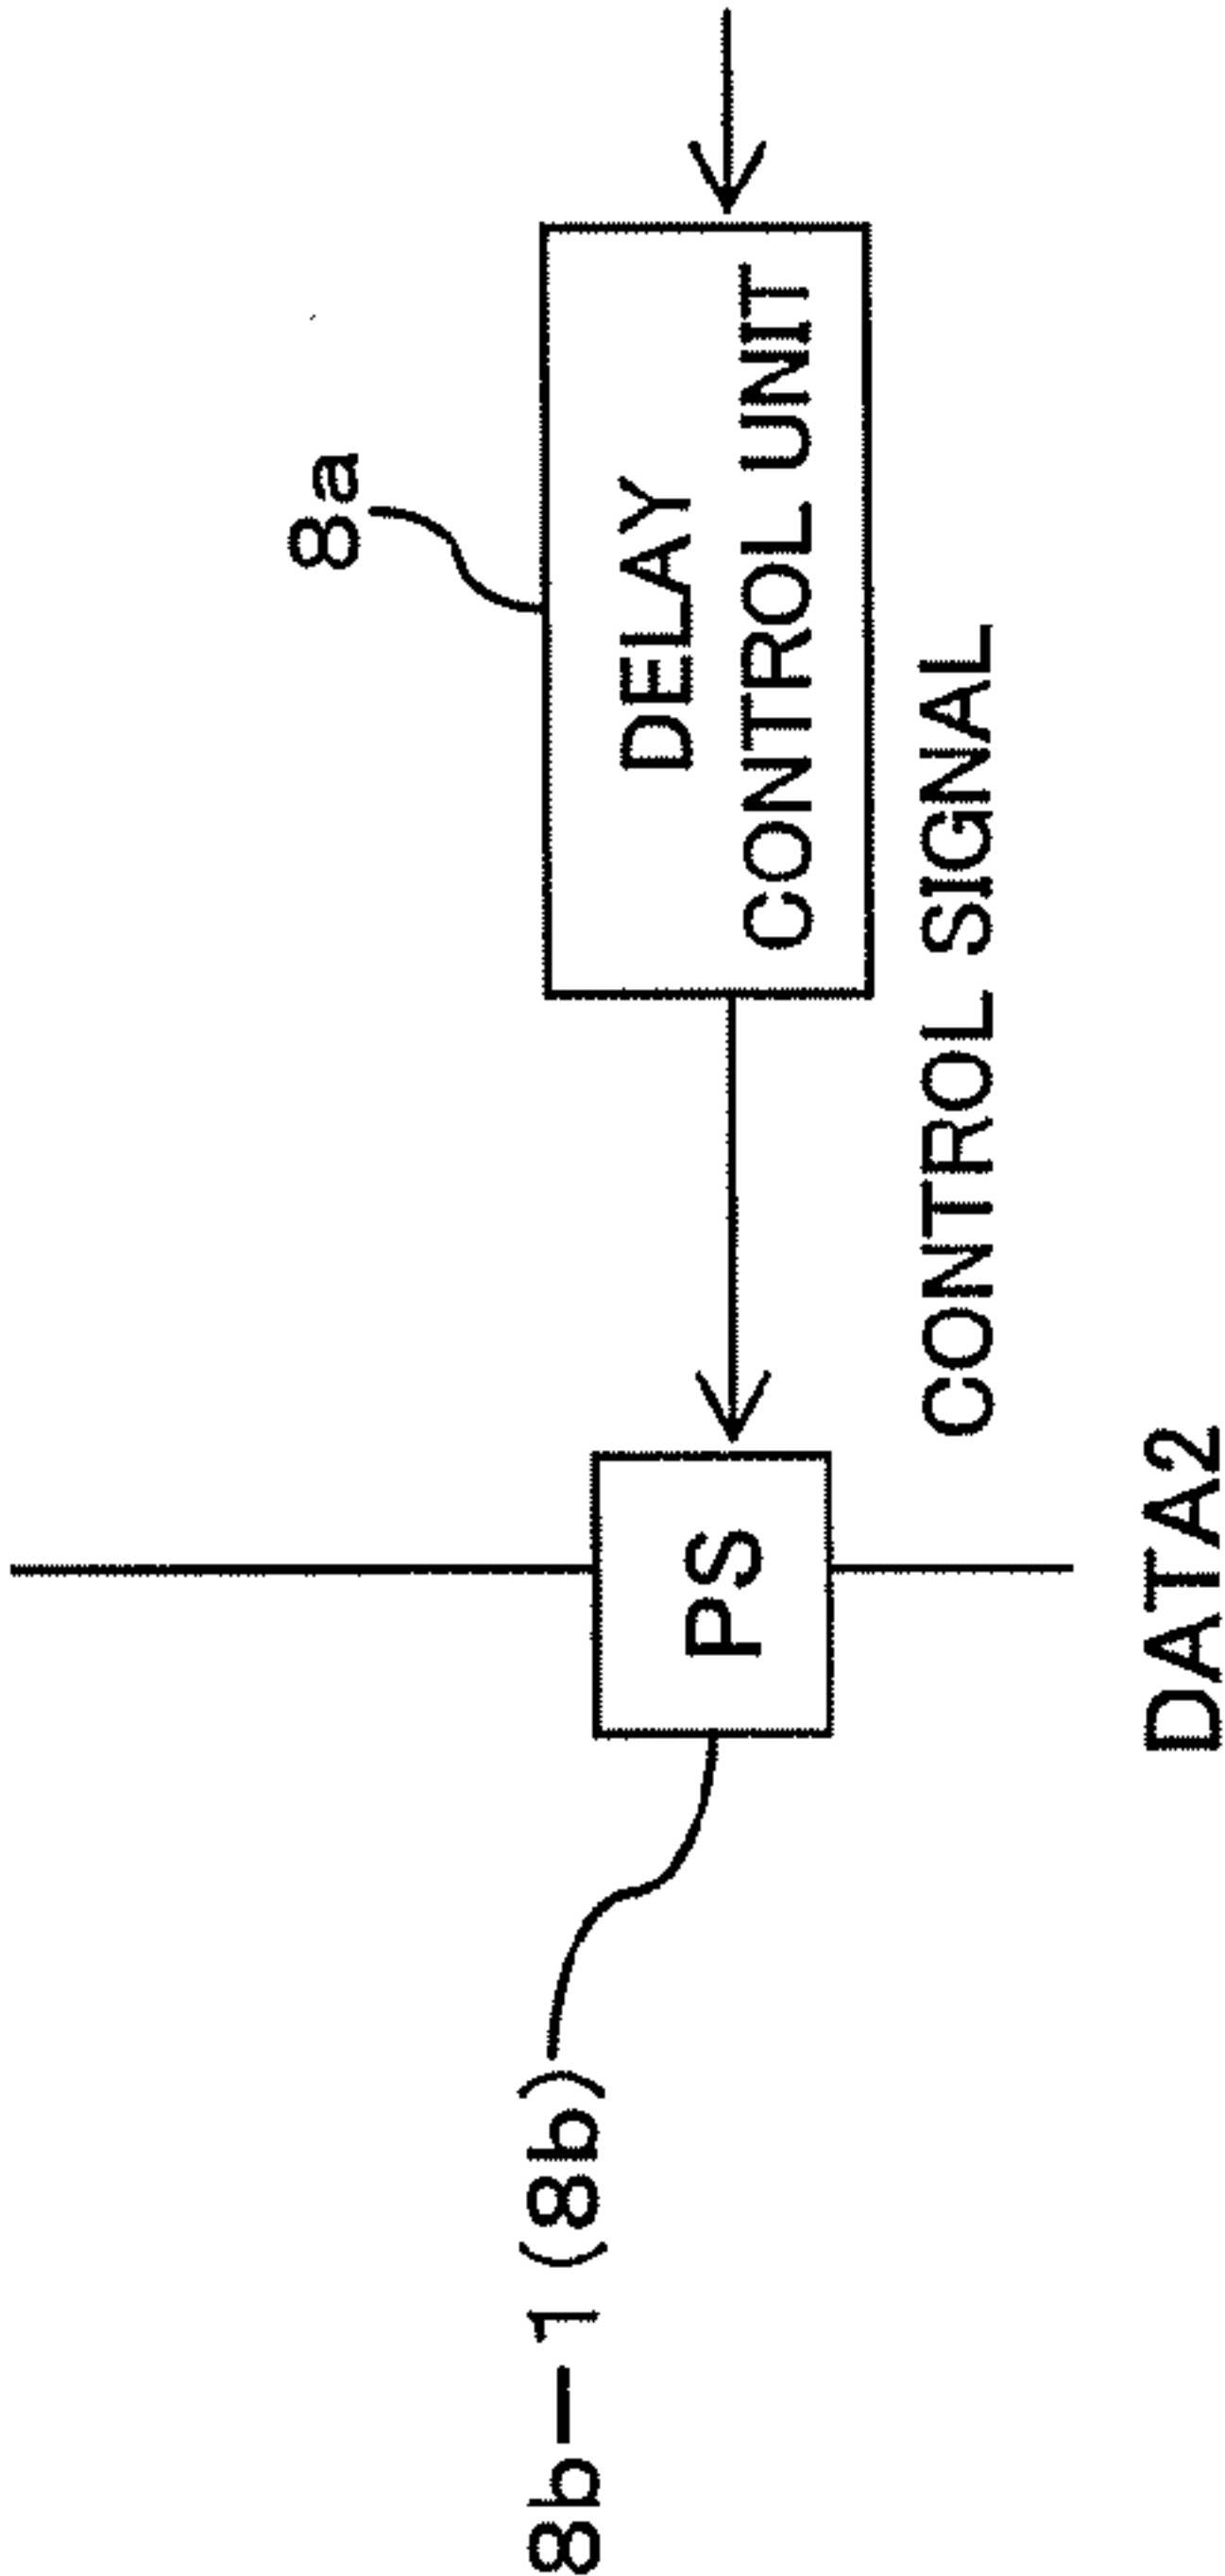 8a
8b-1(8b)
PS
DELAY
CONTROL UNIT
CONTROL SIGNAL
DATA2